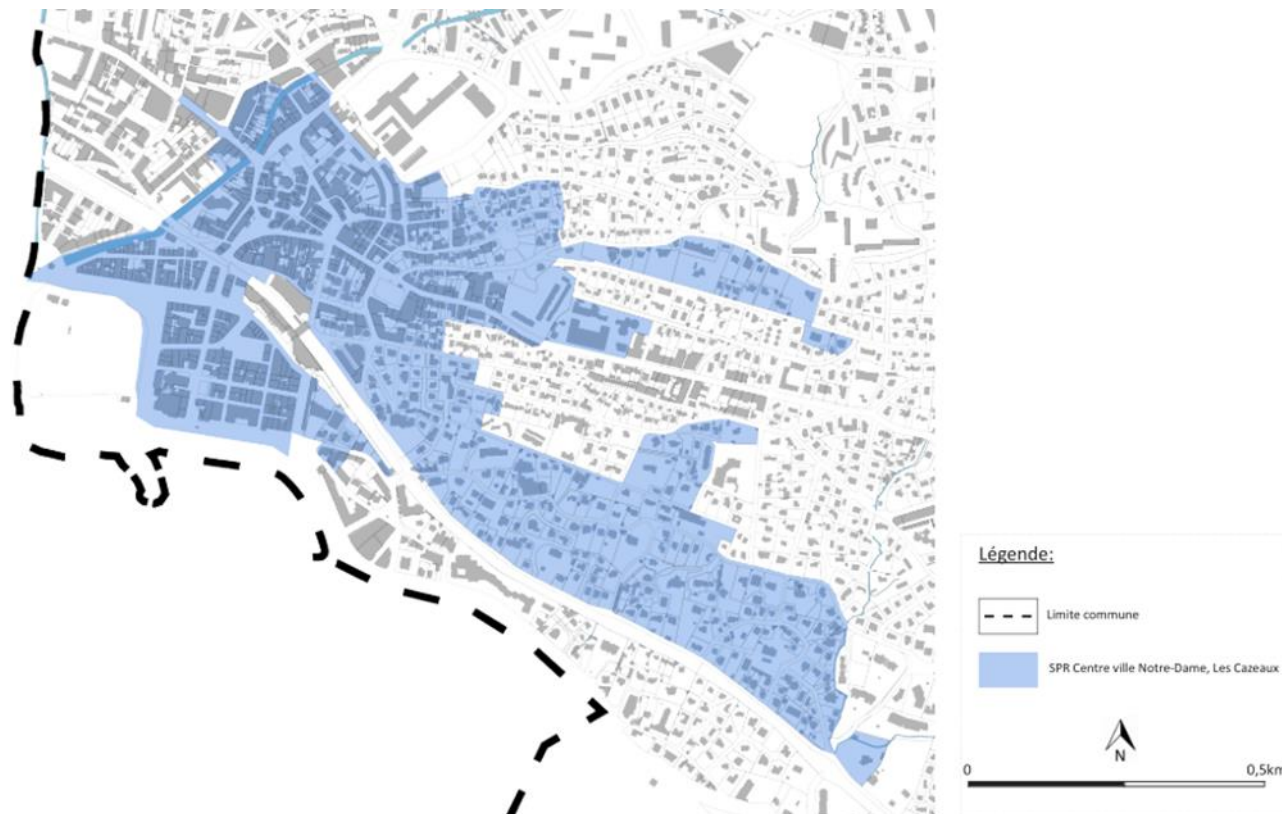 Légende:
Limite commune
SPR Centre ville Notre-Dame, Les Cazeaux
N
0 0,5km